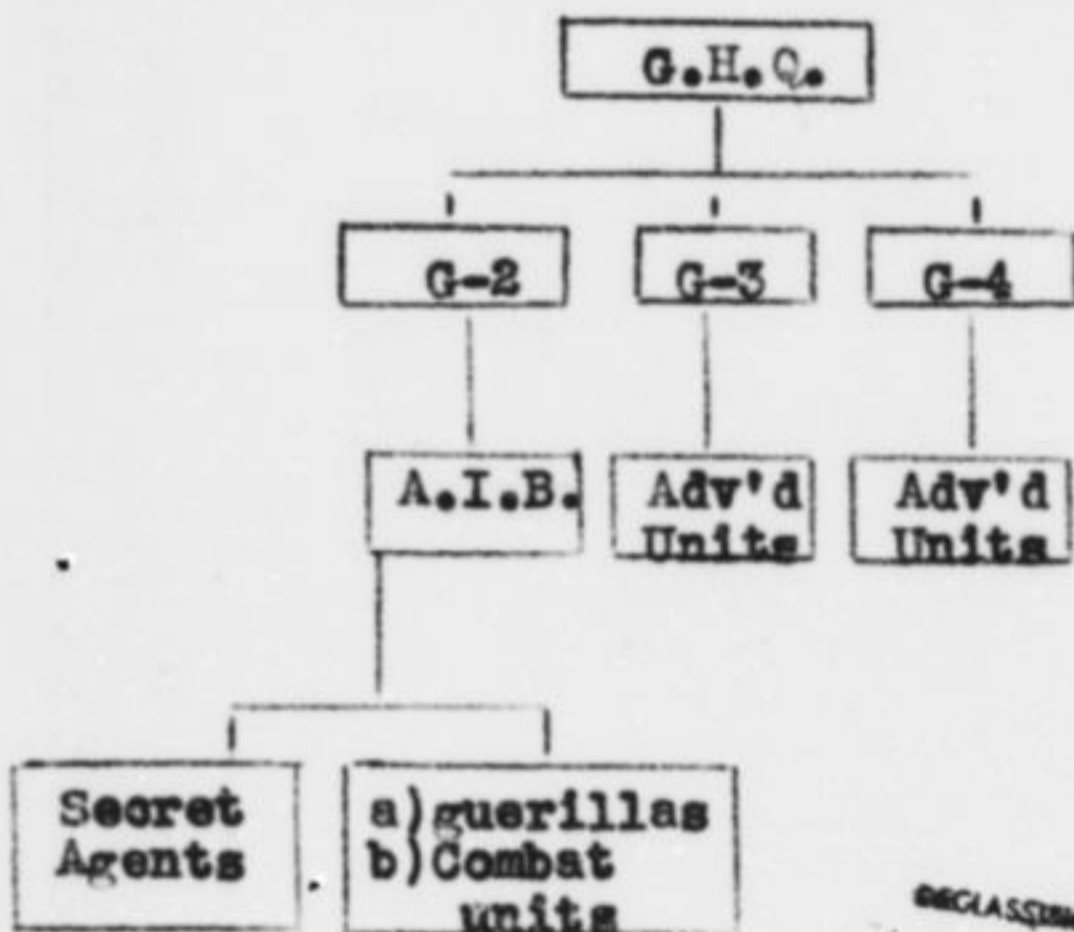 G.H.Q.
G-2
G-3
G-4
A.I.B.
Adv'd
Units
Adv'd
Units
Secret
Agents
a)guerillas
b)Combat
units